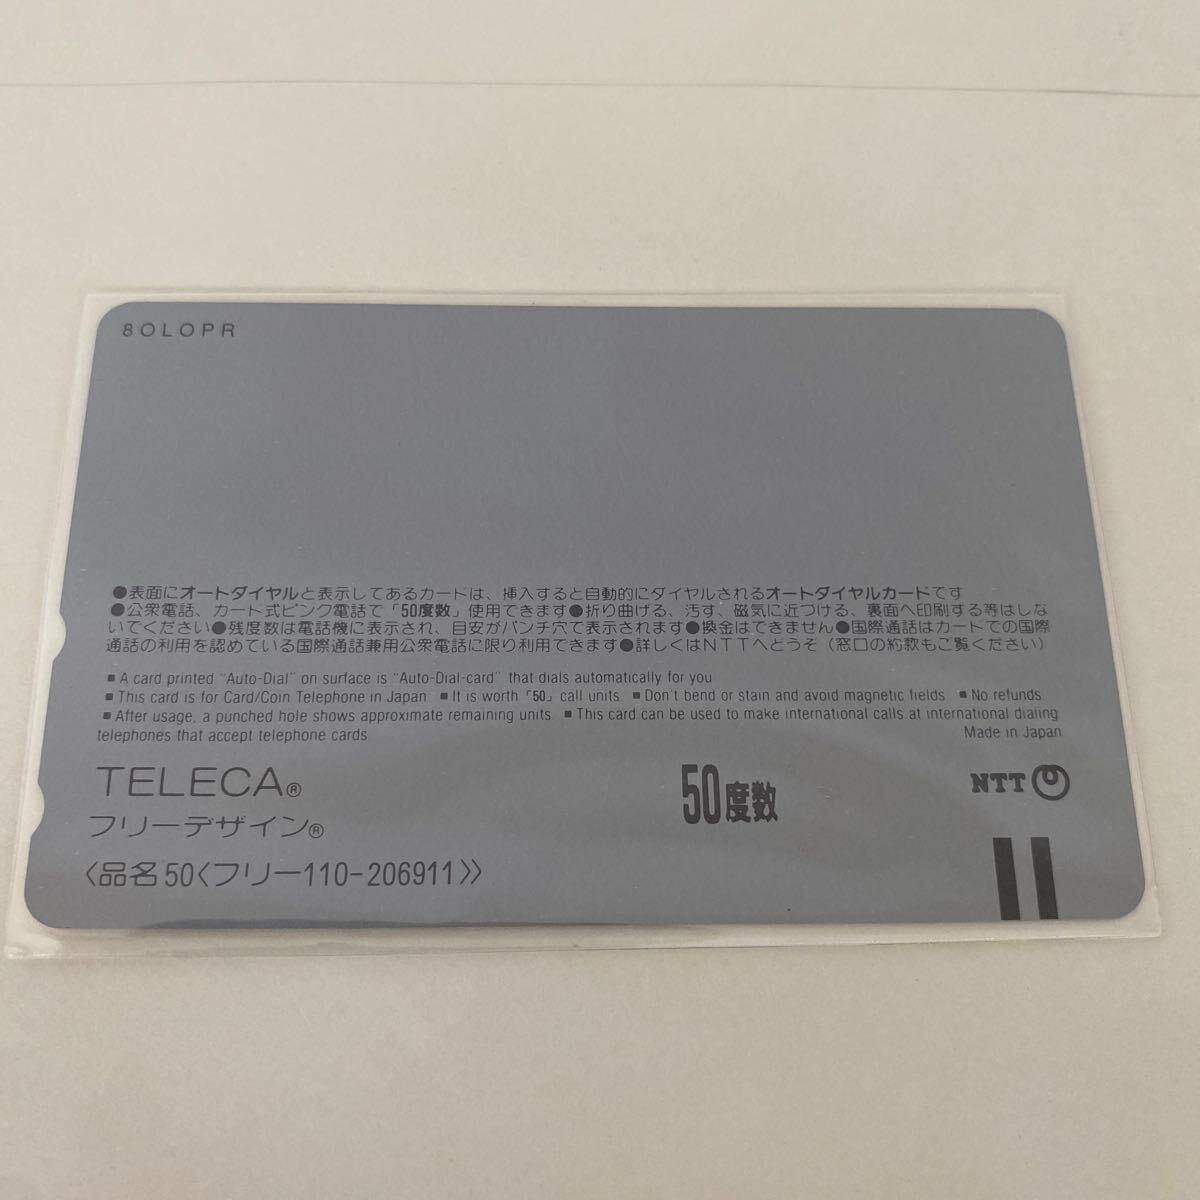 8OLOPR
●表面にオートダイヤルと表示してあるカードは、挿入すると自動的にダイヤルされるオートダイヤルカードです
●公衆電話、カード式ピンク電話で「50度数」使用できます●折り曲げる、汚す、磁気に近づける、裏面へ印刷する等はしな
いでください●残度数は電話機に表示され、目安がパンチ穴で表示されます●換金はできません●国際通話はカードでの国際
通話の利用を認めている国際通話兼用公衆電話に限り利用できます●詳しくはNTTへどうぞ(窓口の約款もご覧ください)
■ A card printed "Auto-Dial" on surface is "Auto-Dial-card" that dials automatically for you
■ This card is for Card/Coin Telephone in Japan ■ It is worth「50」call units. ■ Don't bend or stain and avoid magnetic fields ■ No refunds.
■ After usage, a punched hole shows approximate remaining units. ■ This card can be used to make international calls at international dialing
telephones that accept telephone cards
Made in Japan
TELECA®
フリーデザイン®
50度数
NTT
〈品名50〈フリー110-206911〉〉